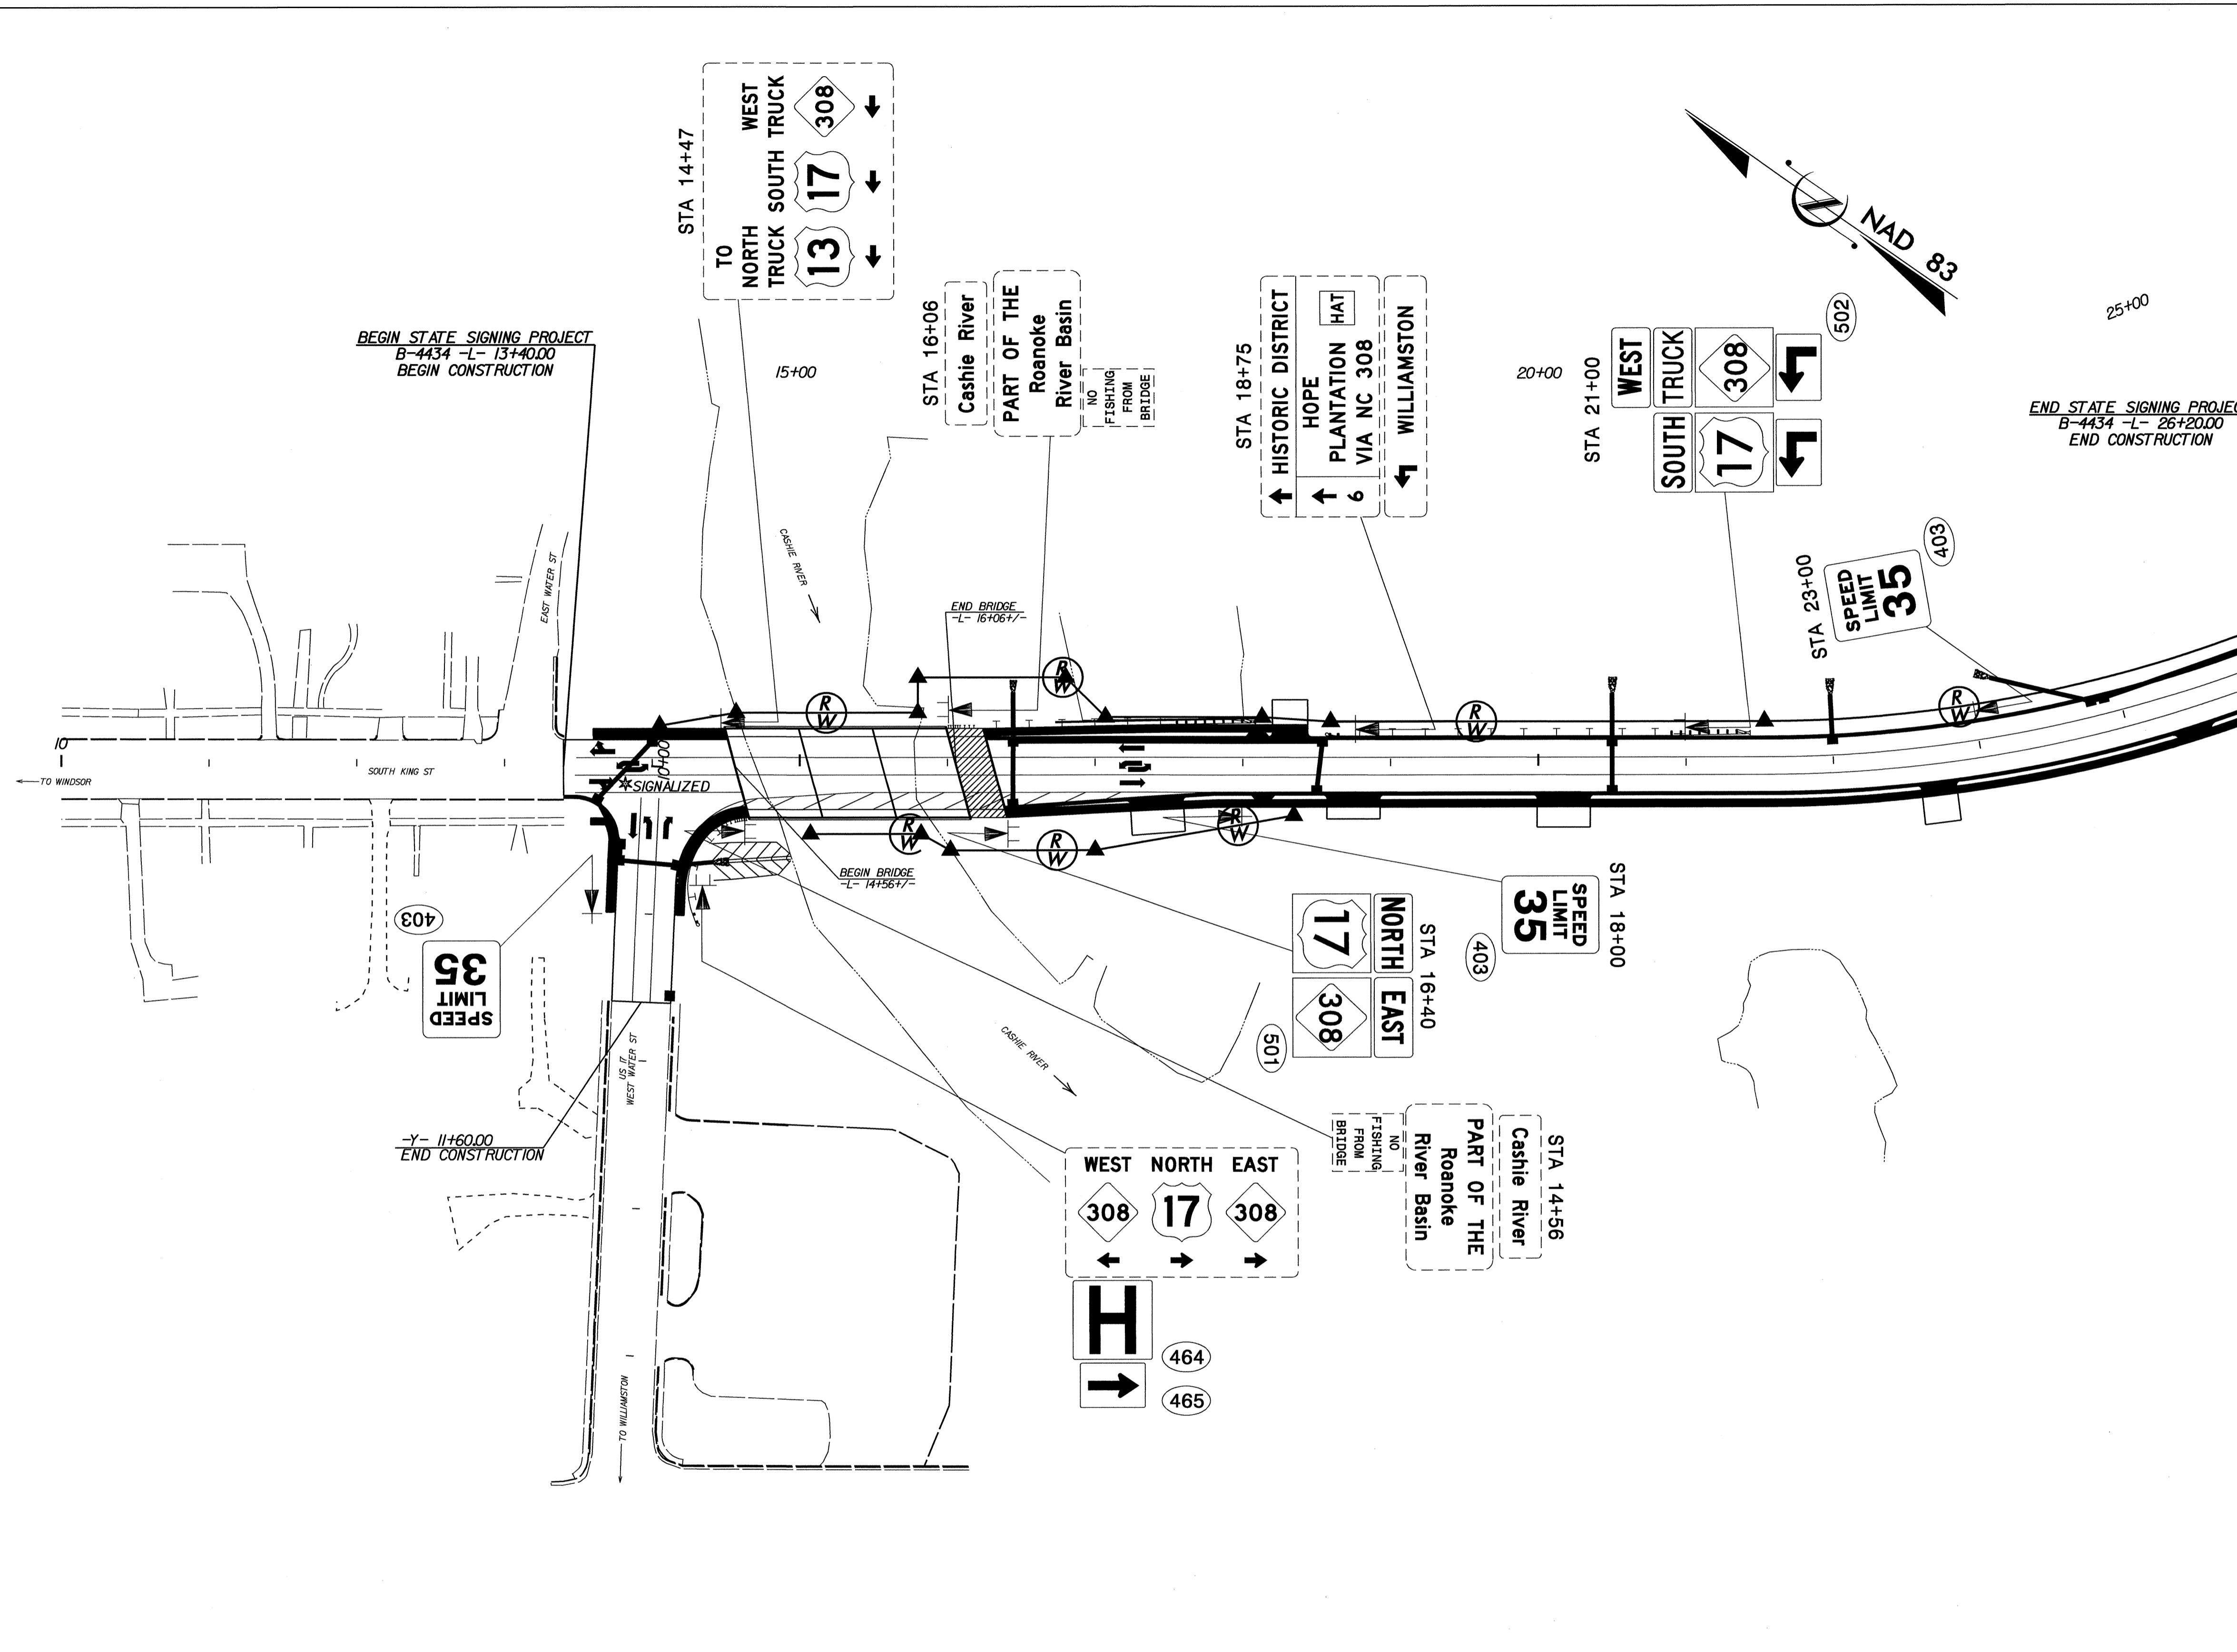 STA 14+47
TO
NORTH
TRUCK
13
SOUTH
17
WEST
TRUCK
308
BEGIN STATE SIGNING PROJECT
B-4434 -L- 13+40.00
BEGIN CONSTRUCTION
15+00
STA 16+06
Cashie River
PART OF THE
Roanoke
River Basin
NO
FISHING
FROM
BRIDGE
STA 18+75
HISTORIC DISTRICT
HOPE
PLANTATION HAT
VIA NC 308
6
WILLIAMSTON
20+00
STA 21+00
WEST
TRUCK
308
SOUTH
17
502
NAD 83
25+00
END STATE SIGNING PROJEC
B-4434 -L- 26+20.00
END CONSTRUCTION
403
STA 23+00
SPEED
LIMIT
35
EAST WATER ST
CASHIE RIVER
END BRIDGE
-L- 16+06+/-
R/W
R/W
R/W
R/W
10
10+00
SOUTH KING ST
TO WINDSOR
SIGNALIZED
R/W
R/W
R/W
BEGIN BRIDGE
-L- 14+56+/-
403
SPEED
LIMIT
35
STA 18+00
SPEED
LIMIT
35
403
STA 16+40
NORTH
17
EAST
308
501
CASHIE RIVER
US 17
WEST WATER ST
-Y- 11+60.00
END CONSTRUCTION
STA 14+56
Cashie River
PART OF THE
Roanoke
River Basin
NO
FISHING
FROM
BRIDGE
WEST NORTH EAST
308 17 308
H
464
465
TO WILLIAMSTON